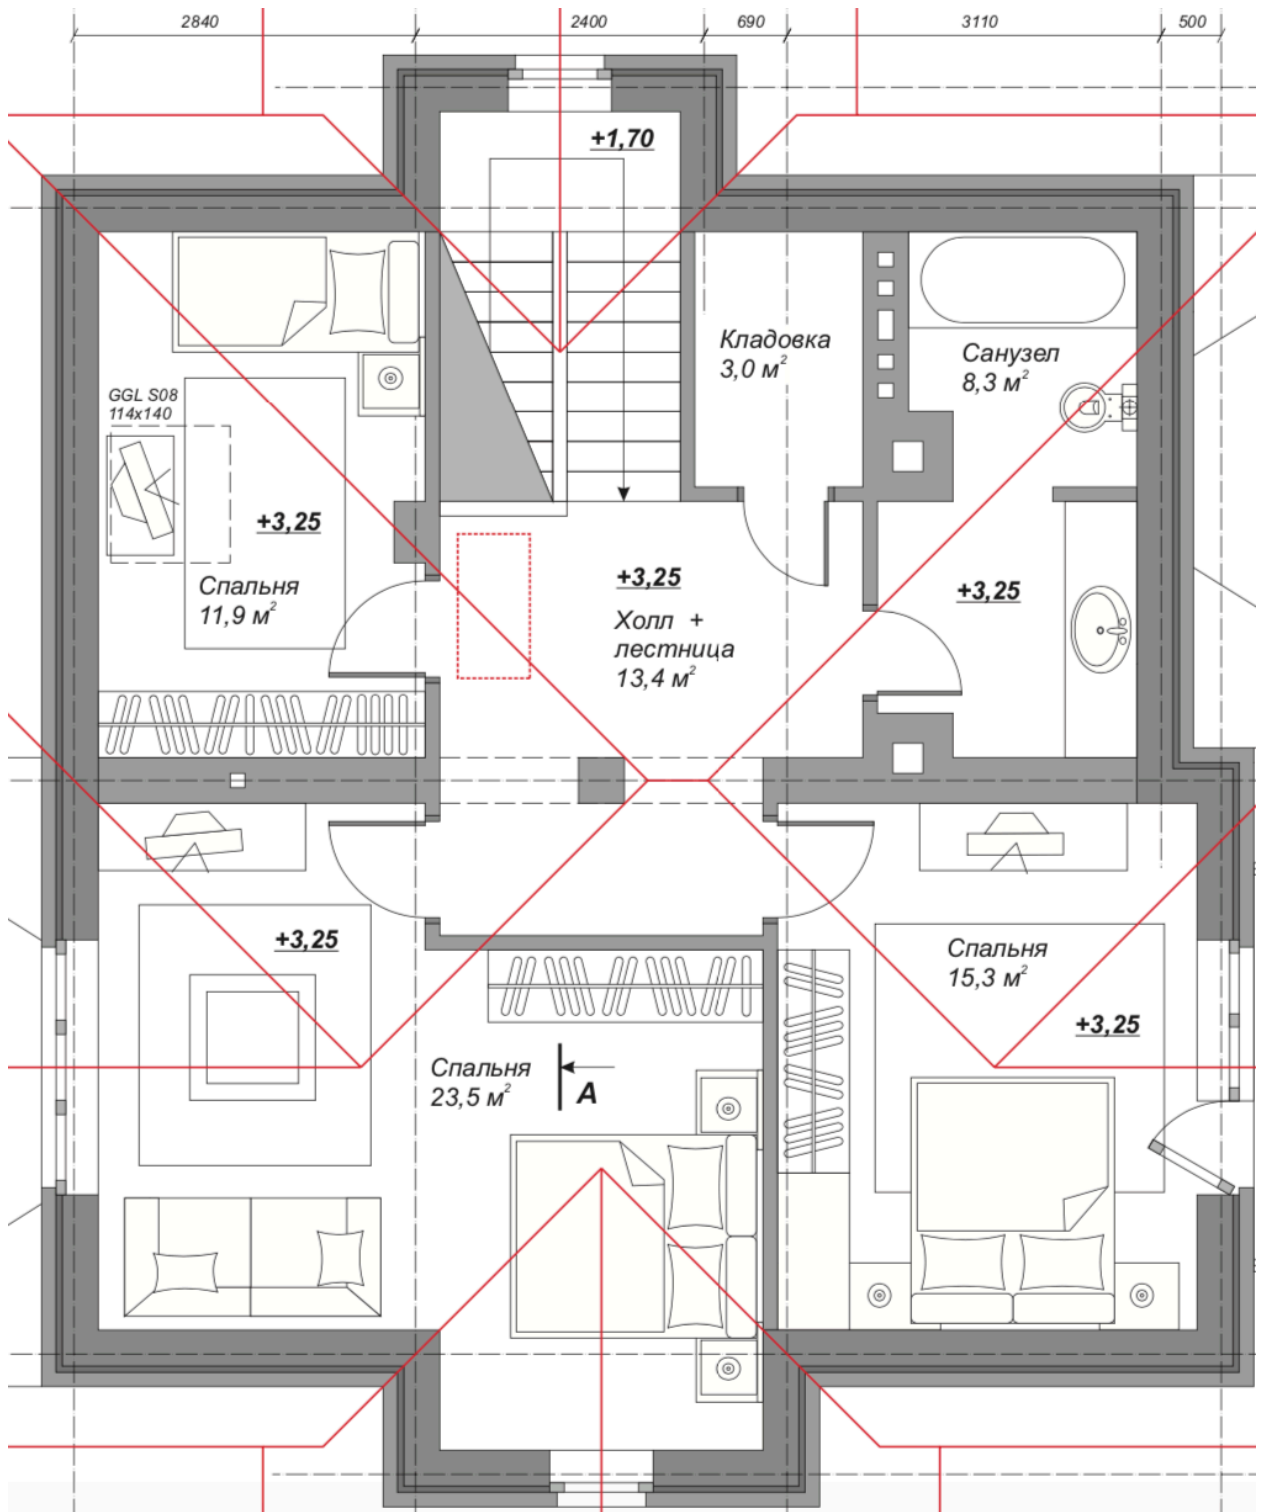 2840 2400 690 3110 500
+1,70
Кладовка
3,0 м²
Санузел
8,3 м²
GGL S08
114x140
+3,25
Спальня
11,9 м²
+3,25
Холл +
лестница
13,4 м²
+3,25
+3,25
Спальня
15,3 м²
+3,25
Спальня
23,5 м²
А